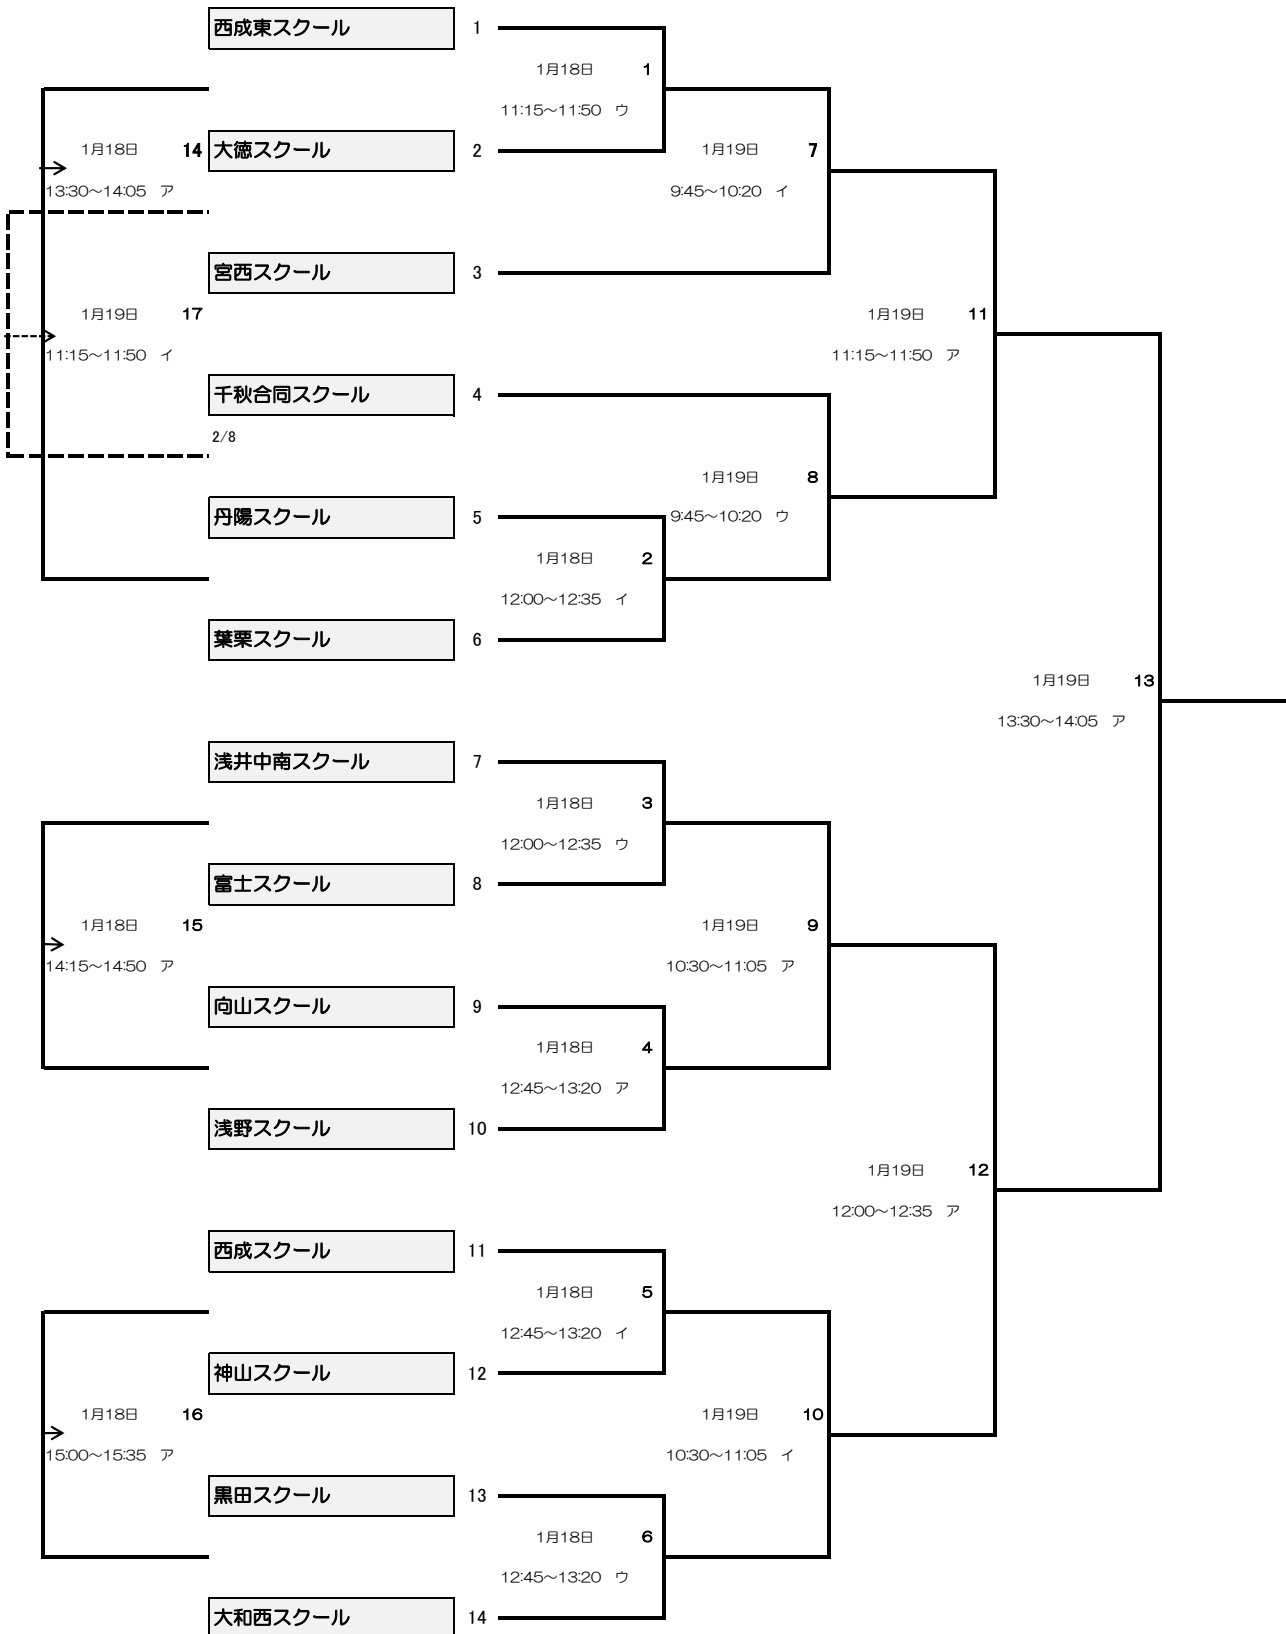 西成東スクール 1
1月18日 1
11:15～11:50 ウ
1月18日 14 大徳スクール 2 1月19日 7
13:30～14:05 ア 9:45～10:20 イ
宮西スクール 3
1月19日 17 1月19日 11
11:15～11:50 イ 11:15～11:50 ア
千秋合同スクール 4
2/8
1月19日 8
丹陽スクール 5 9:45～10:20 ウ
1月18日 2
12:00～12:35 イ
葉栗スクール 6
1月19日 13
13:30～14:05 ア
浅井中南スクール 7
1月18日 3
12:00～12:35 ウ
富士スクール 8
1月18日 15 1月19日 9
14:15～14:50 ア 10:30～11:05 ア
向山スクール 9
1月18日 4
12:45～13:20 ア
浅野スクール 10
1月19日 12
12:00～12:35 ア
西成スクール 11
1月18日 5
12:45～13:20 イ
神山スクール 12
1月18日 16 1月19日 10
15:00～15:35 ア 10:30～11:05 イ
黒田スクール 13
1月18日 6
12:45～13:20 ウ
大和西スクール 14